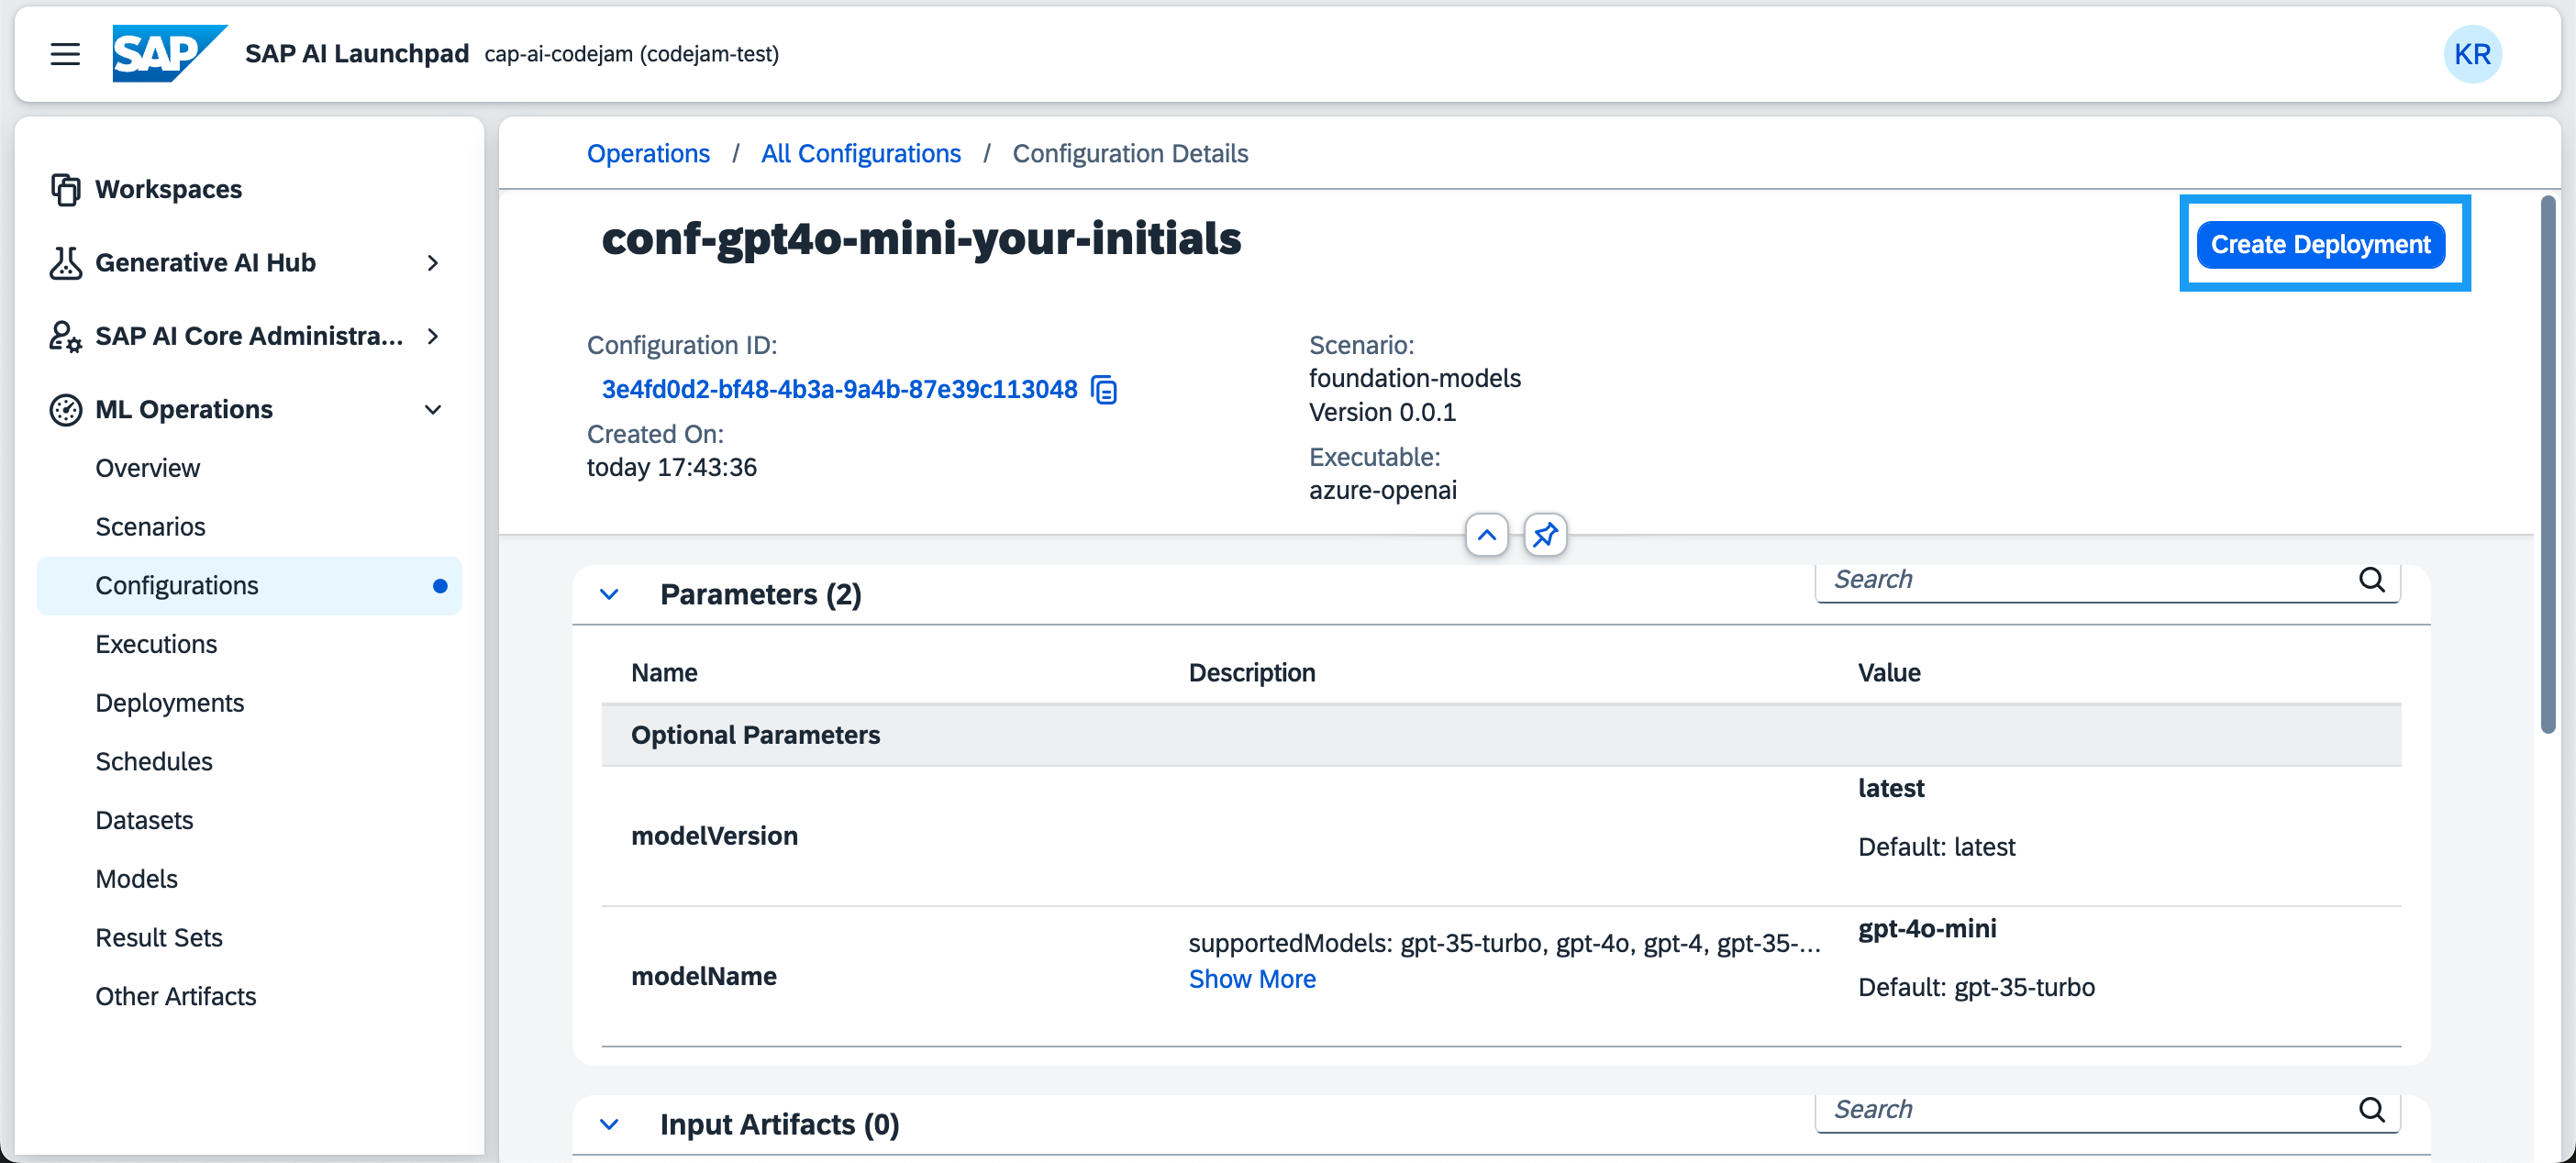 SAP SAP AI Launchpad cap-ai-codejam (codejam-test) KR
Workspaces
Generative AI Hub
SAP AI Core Administra...
ML Operations
Overview
Scenarios
Configurations
Executions
Deployments
Schedules
Datasets
Models
Result Sets
Other Artifacts
Operations / All Configurations / Configuration Details
conf-gpt4o-mini-your-initials
Create Deployment
Configuration ID:
3e4fd0d2-bf48-4b3a-9a4b-87e39c113048
Created On:
today 17:43:36
Scenario:
foundation-models
Version 0.0.1
Executable:
azure-openai
Parameters (2) Search
Name Description Value
Optional Parameters
modelVersion
latest
Default: latest
modelName
supportedModels: gpt-35-turbo, gpt-4o, gpt-4, gpt-35-...
Show More
gpt-4o-mini
Default: gpt-35-turbo
Input Artifacts (0) Search